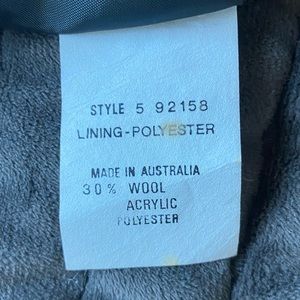 STYLE 5 92158
LINING-POLYESTER
MADE IN AUSTRALIA
30% WOOL
ACRYLIC
POLYESTER